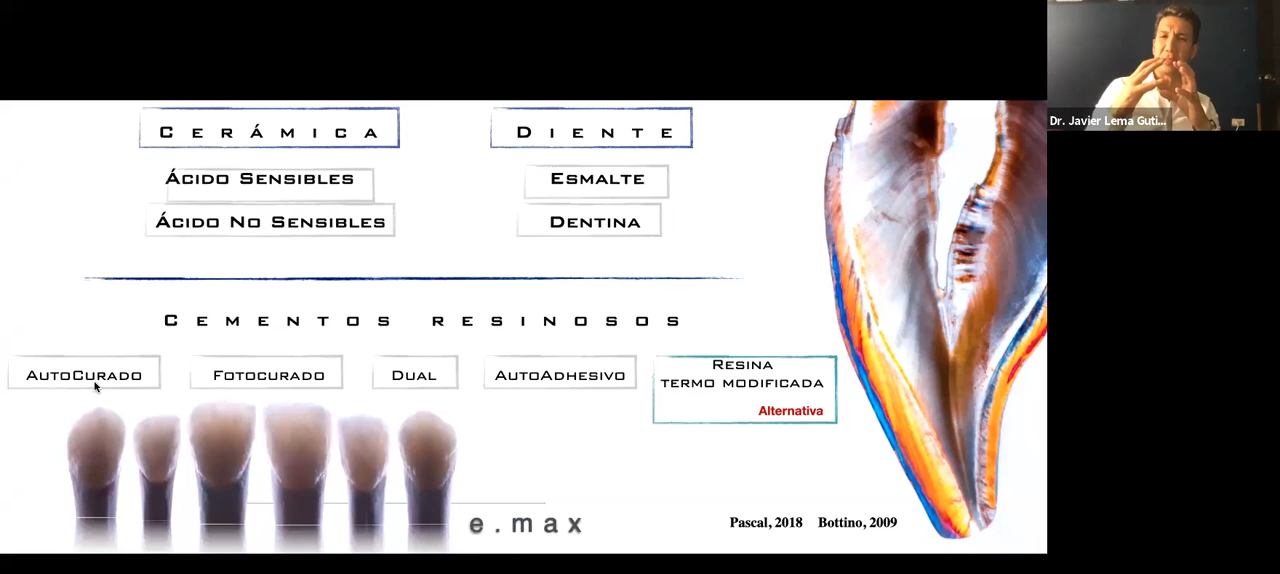 Dr. Javier Lema Guti...
CERÁMICA
DIENTE
ÁCIDO SENSIBLES
ESMALTE
ÁCIDO NO SENSIBLES
DENTINA
CEMENTOS RESINOSOS
AUTOCURADO
FOTOCURADO
DUAL
AUTOADHESIVO
RESINA
TERMO MODIFICADA
Alternativa
e.max
Pascal, 2018 Bottino, 2009